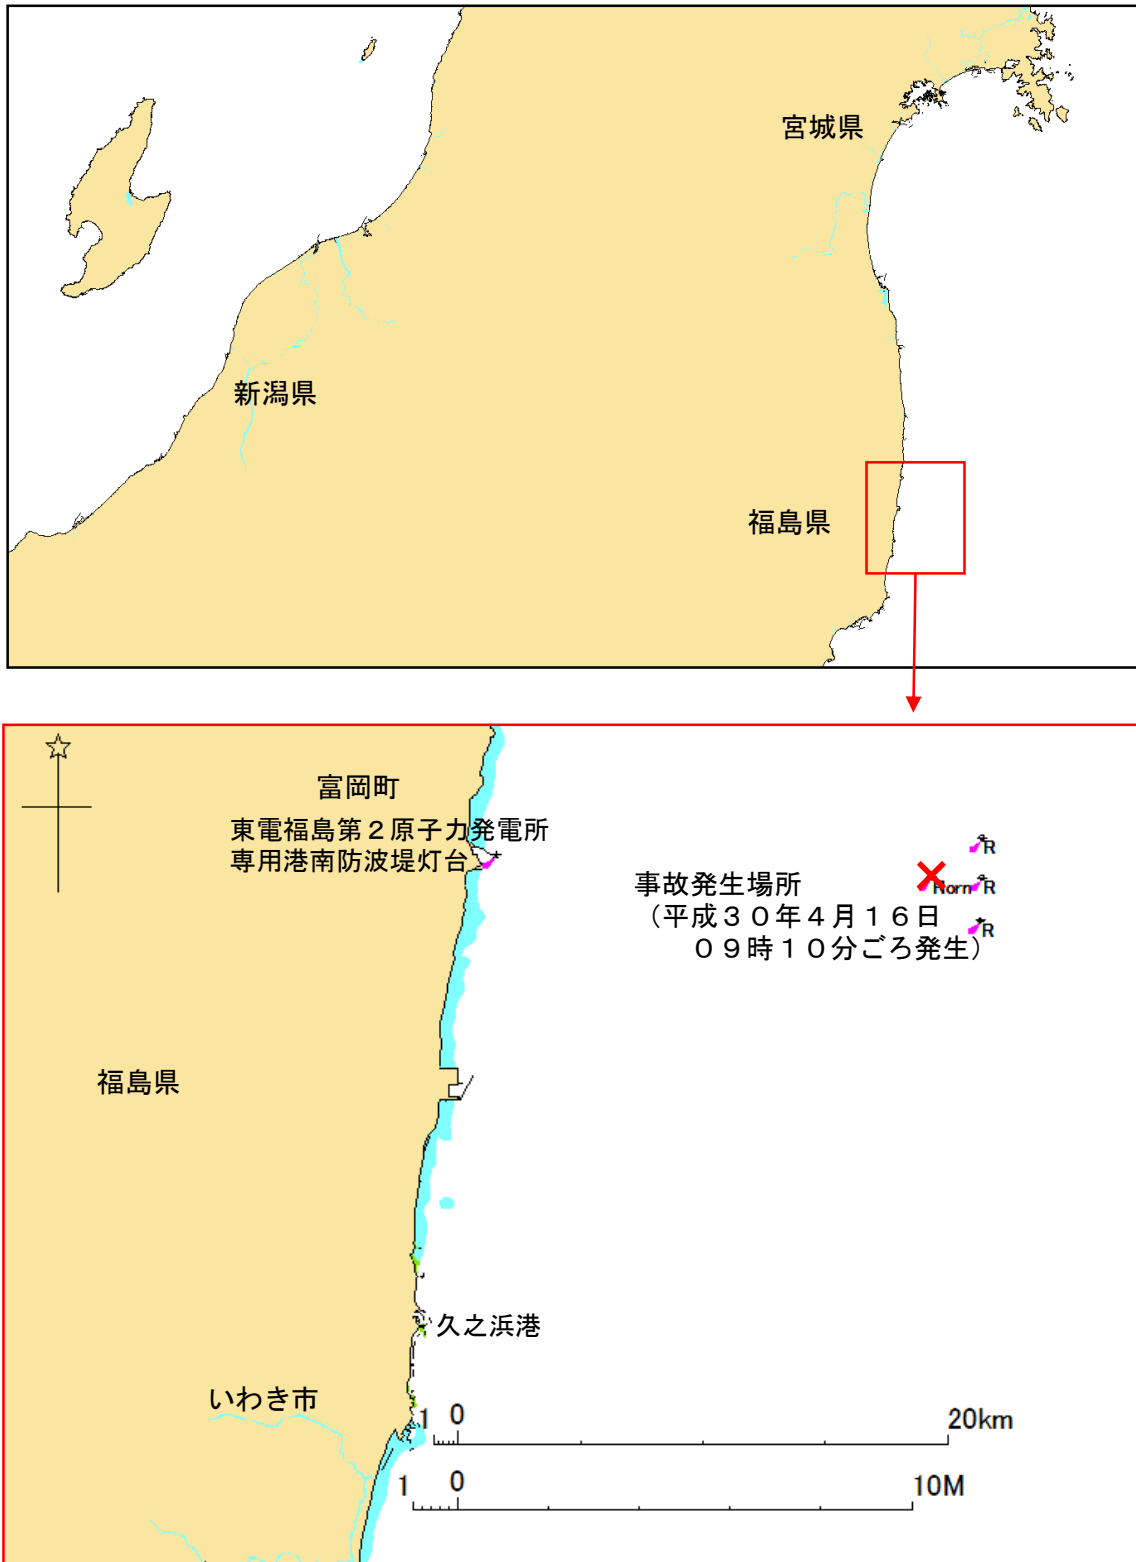 宮城県
新潟県
福島県
富岡町
東電福島第２原子力発電所
専用港南防波堤灯台
R
事故発生場所
Horn
R
（平成３０年４月１６日
R
０９時１０分ごろ発生）
福島県
久之浜港
いわき市
1 0 20km
1 0 10M